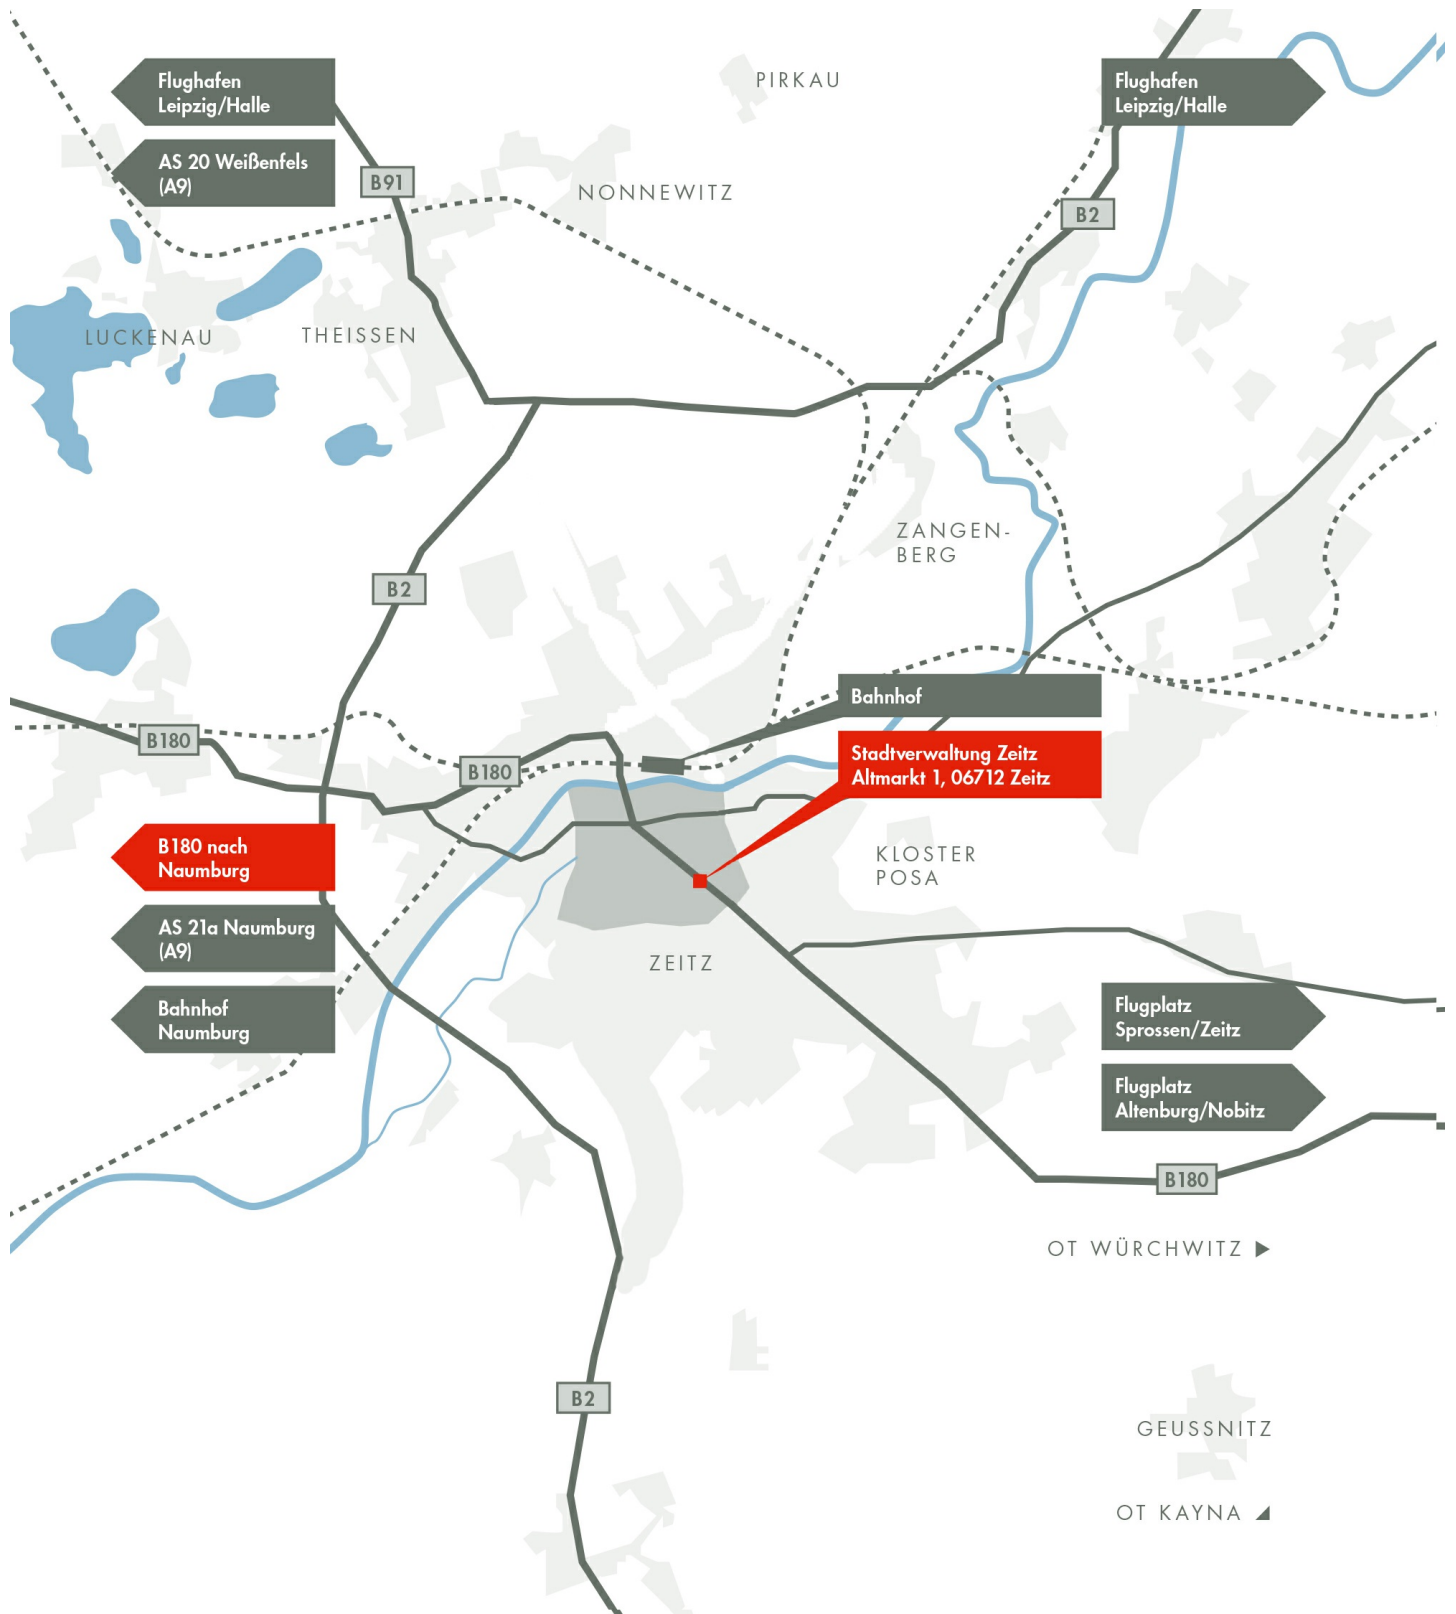 Flughafen
Leipzig/Halle
PIRKAU
Flughafen
Leipzig/Halle
AS 20 Weißenfels
(A9)
B91
NONNEWITZ
B2
LUCKENAU
THEISSEN
ZANGEN-
BERG
B2
Bahnhof
B180
B180
Stadtverwaltung Zeitz
Altmarkt 1, 06712 Zeitz
B180 nach
Naumburg
KLOSTER
POSA
AS 21a Naumburg
(A9)
ZEITZ
Bahnhof
Naumburg
Flugplatz
Sprossen/Zeitz
Flugplatz
Altenburg/Nobitz
B180
OT WÜRCHWITZ
B2
GEUSSNITZ
OT KAYNA